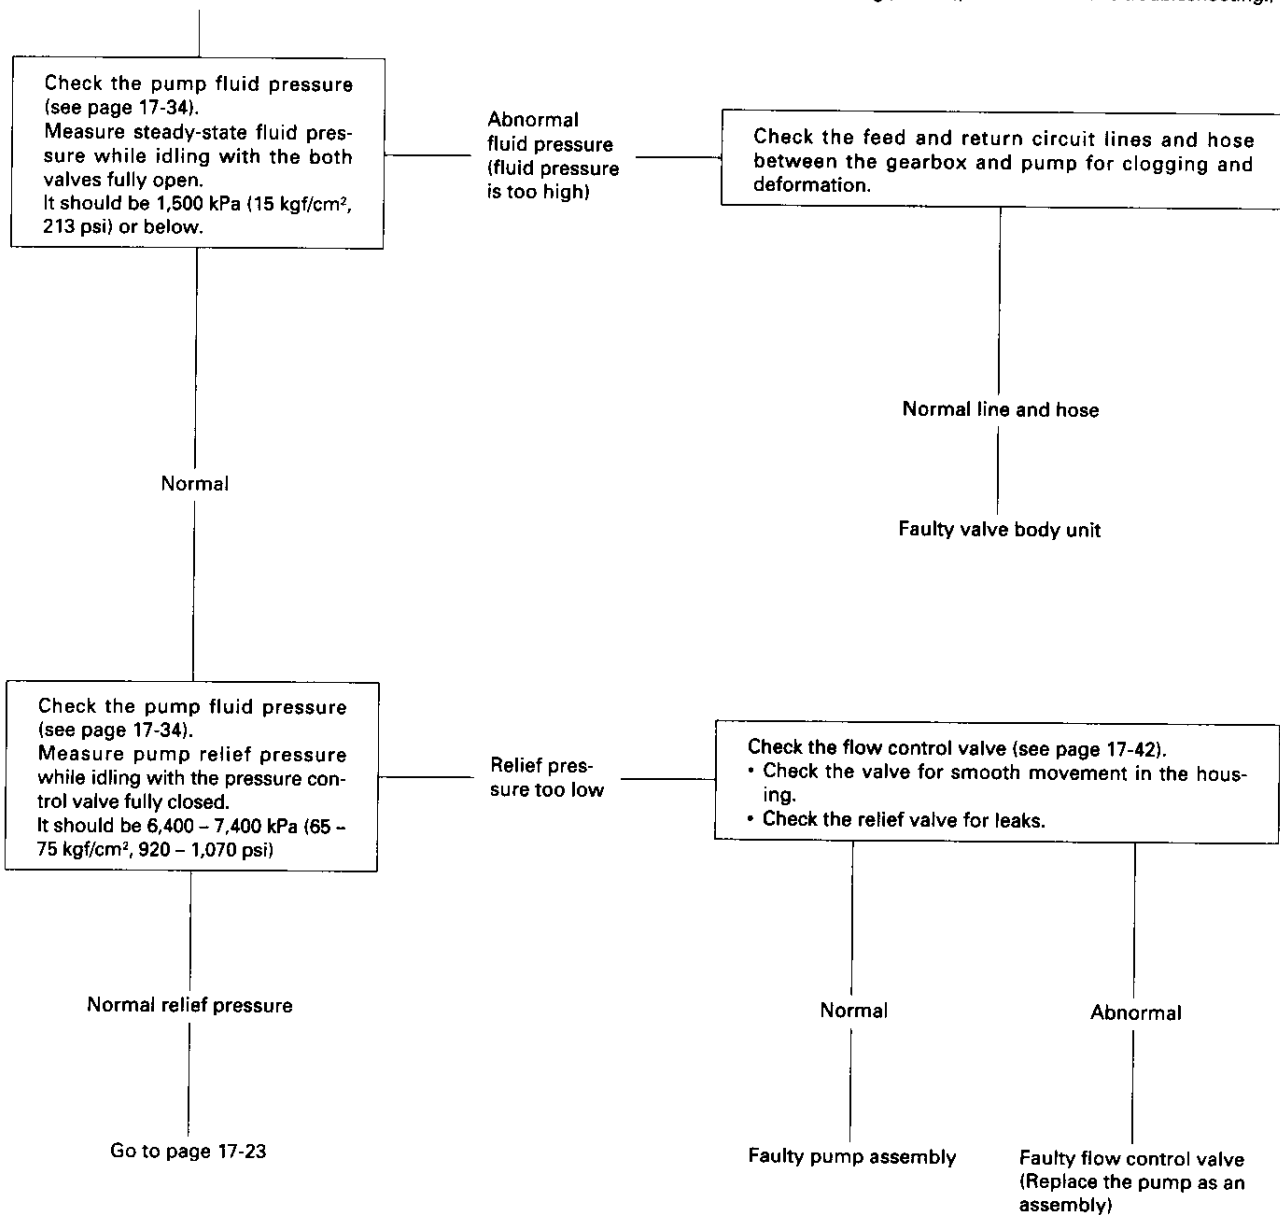 Check the pump fluid pressure
(see page 17-34).
Measure steady-state fluid pres-
sure while idling with the both
valves fully open.
It should be 1,500 kPa (15 kgf/cm², 
213 psi) or below.
Abnormal
fluid pressure
(fluid pressure
is too high)
Check the feed and return circuit lines and hose
between the gearbox and pump for clogging and
deformation.
Normal line and hose
Faulty valve body unit
Normal
Check the pump fluid pressure
(see page 17-34).
Measure pump relief pressure
while idling with the pressure con-
trol valve fully closed.
It should be 6,400 – 7,400 kPa (65 –
75 kgf/cm², 920 – 1,070 psi)
Relief pres-
sure too low
Check the flow control valve (see page 17-42).
• Check the valve for smooth movement in the hous-
ing.
• Check the relief valve for leaks.
Normal relief pressure
Normal
Abnormal
Go to page 17-23
Faulty pump assembly
Faulty flow control valve
(Replace the pump as an
assembly)